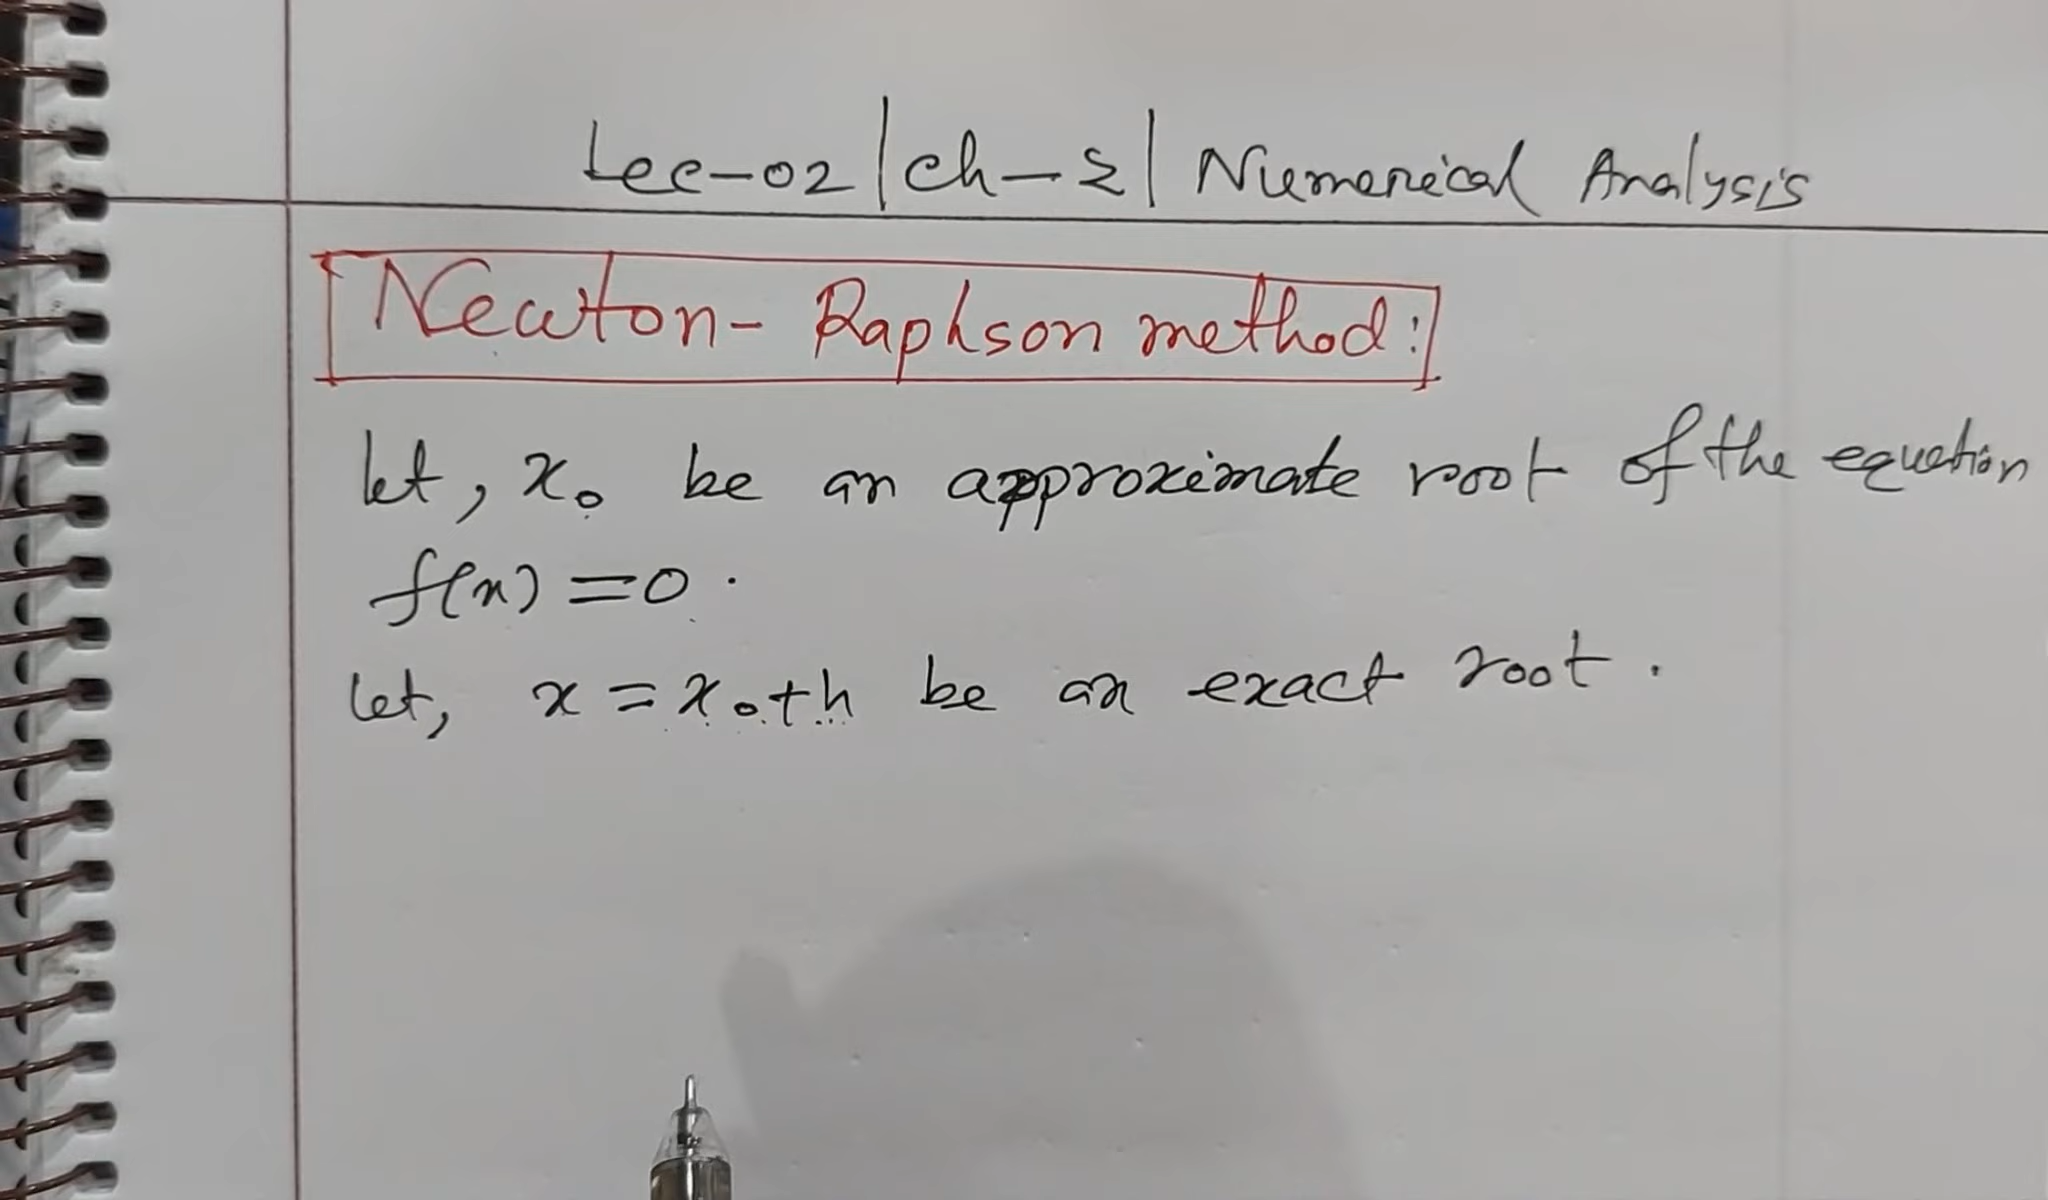 Lec-02 | ch-2 | Numerical Analysis
Newton-Raphson method:
let, x₀ be an approximate root of the equation
f(x) = 0.
let, x = x₀+h be an exact root.